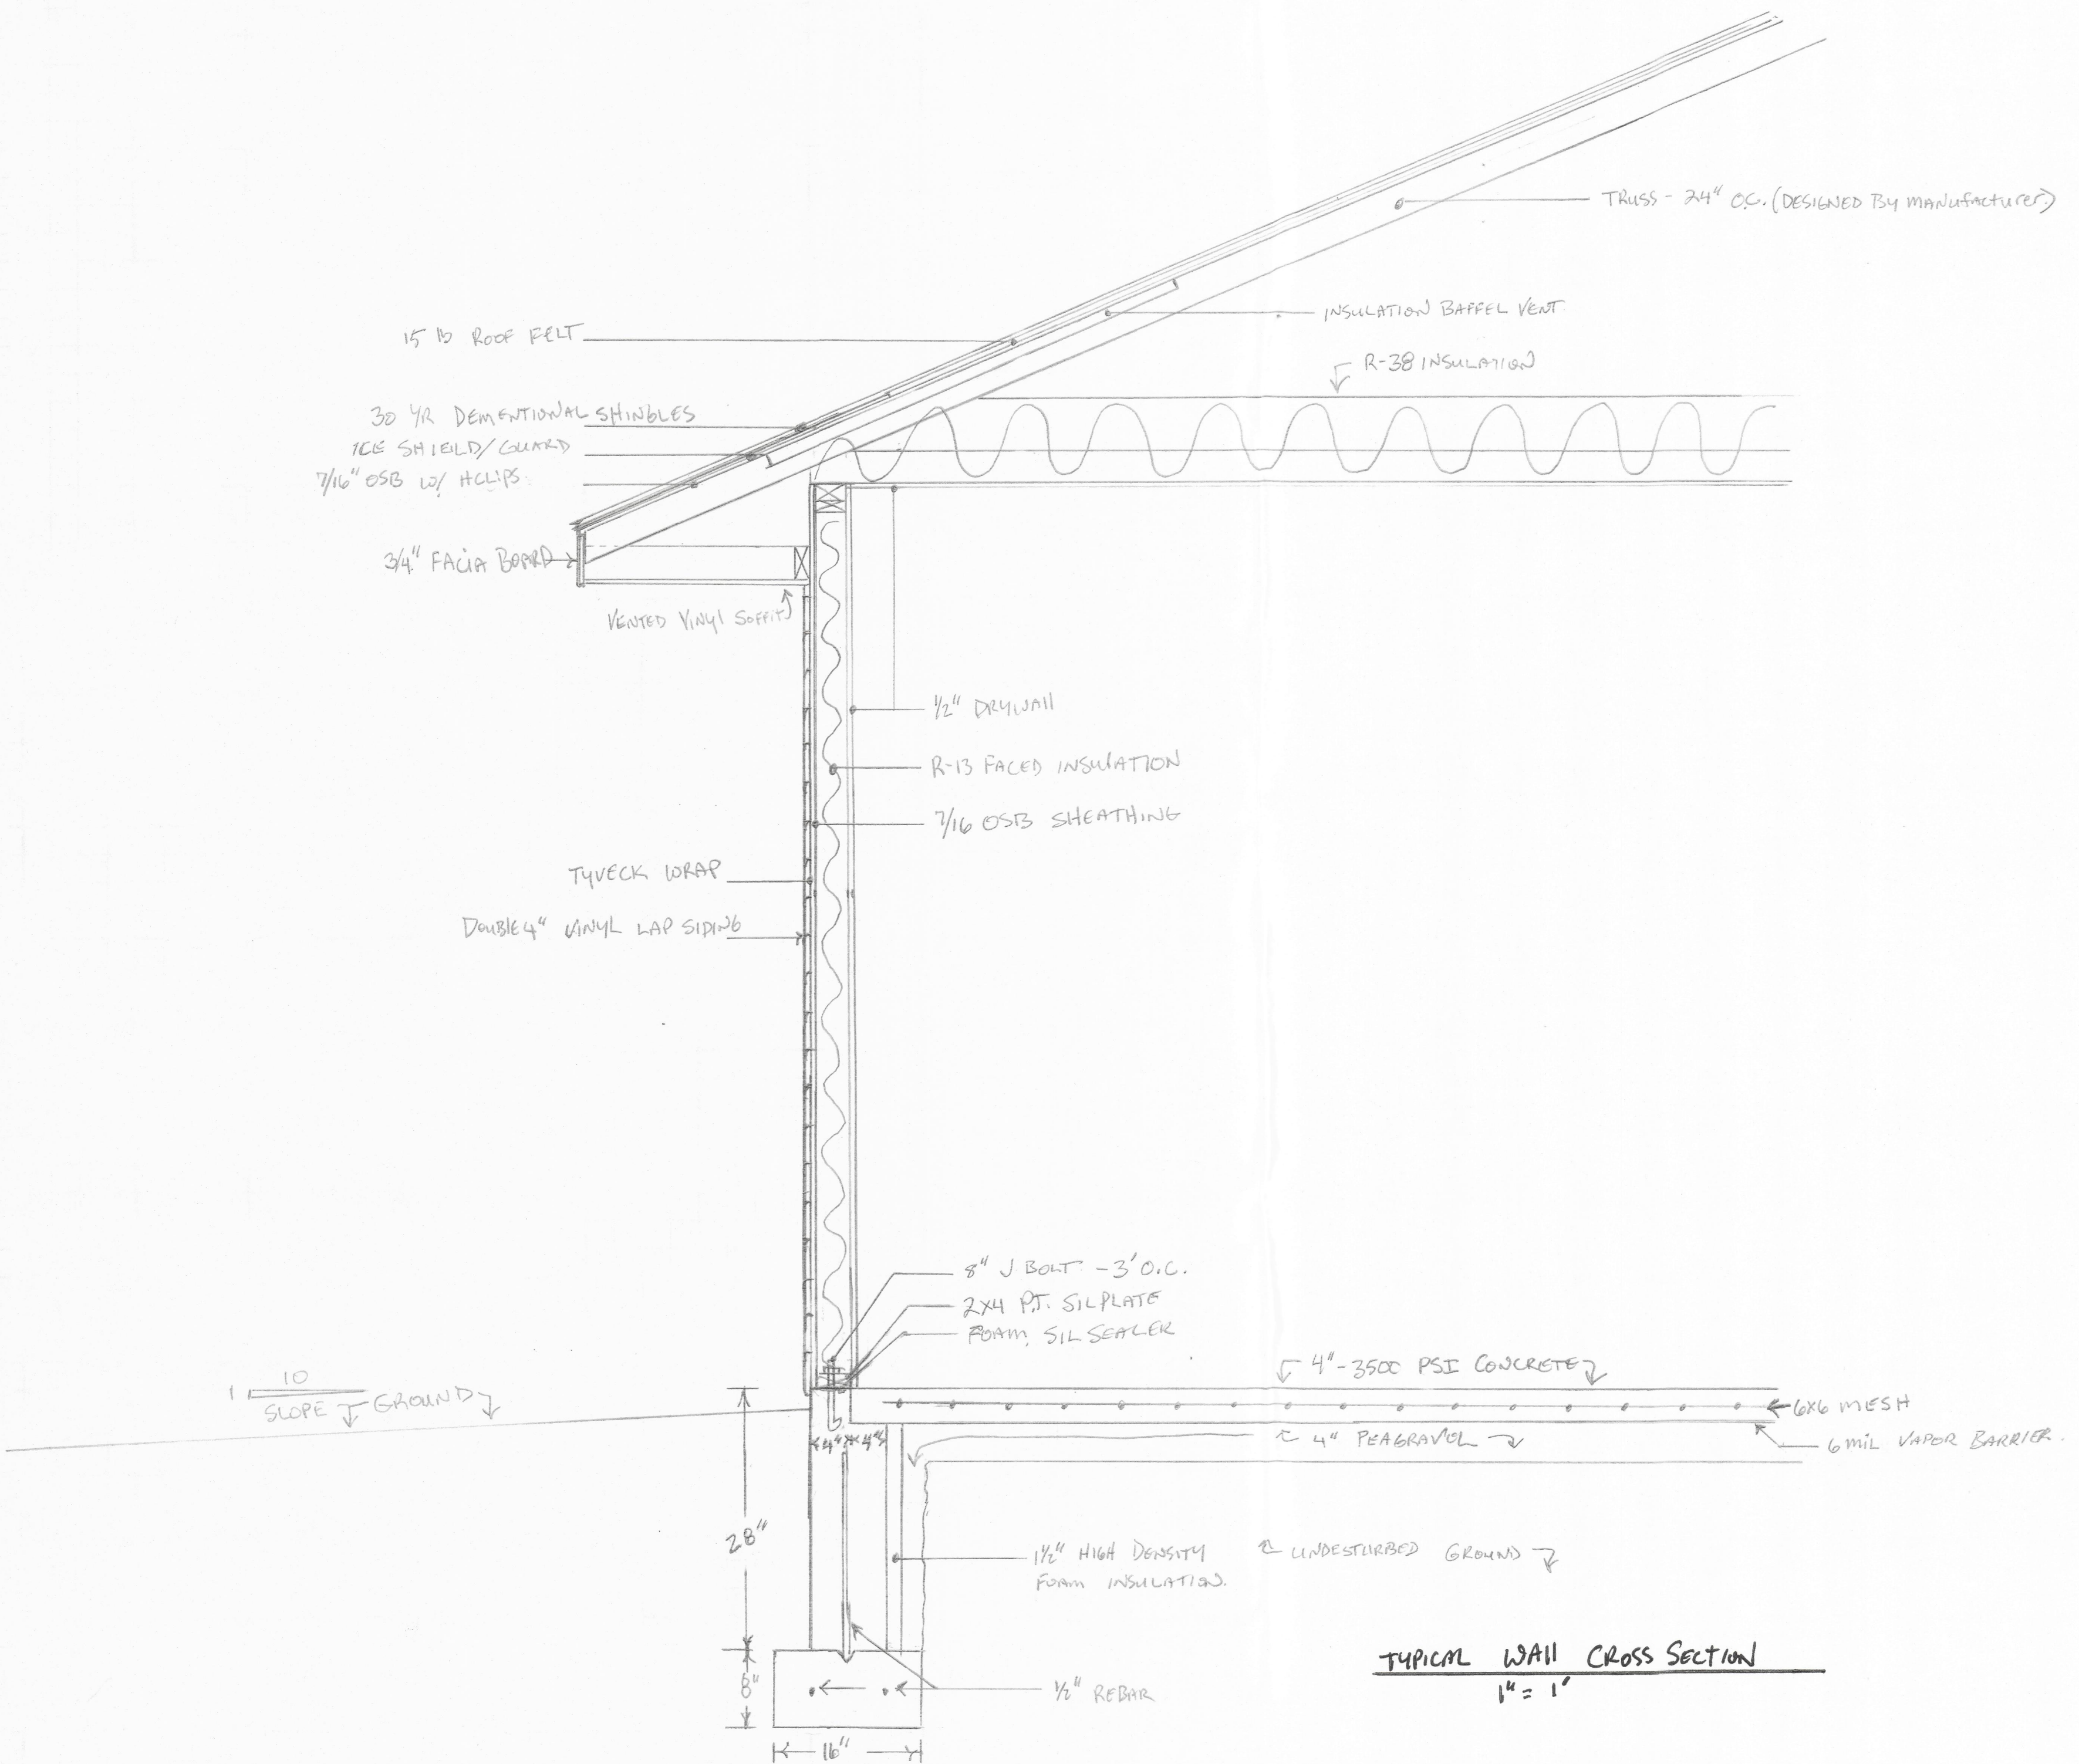 TRUSS - 24" O.C. (DESIGNED BY MANUFACTURER)
INSULATION BAFFEL VENT
15 lb ROOF FELT
R-38 INSULATION
30 YR DEMENTIONAL SHINGLES
ICE SHIELD/GUARD
7/16" OSB W/ HCLIPS
3/4" FACIA BOARD
VENTED VINYL SOFFIT
1/2" DRYWALL
R-13 FACED INSULATION
7/16 OSB SHEATHING
TYVECK WRAP
DOUBLE 4" VINYL LAP SIDING
8" J BOLT - 3' O.C.
2X4 P.T. SILPLATE
FOAM SIL SEALER
4" - 3500 PSI CONCRETE
10
1
SLOPE
GROUND
6X6 MESH
4" 4"
4" PEAGRAVEL
6 MIL VAPOR BARRIER.
28"
1 1/2" HIGH DENSITY
FOAM INSULATION.
UNDESTURBED GROUND
TYPICAL WALL CROSS SECTION
1" = 1'
8"
1/2" REBAR
16"